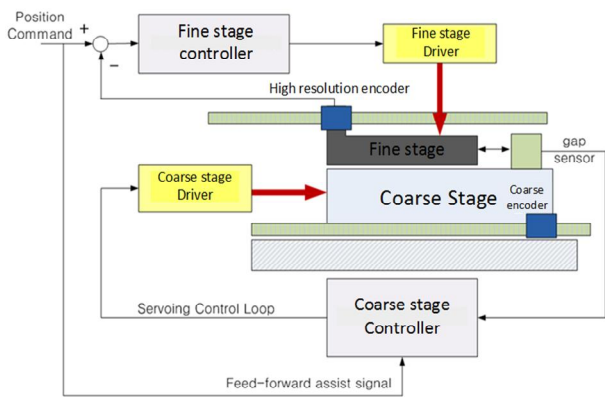 Position
Command
+
−
Fine stage
controller
Fine stage
Driver
High resolution encoder
Fine stage
gap
sensor
Coarse stage
Driver
Coarse Stage
Coarse
encoder
Servoing Control Loop
Coarse stage
Controller
Feed-forward assist signal